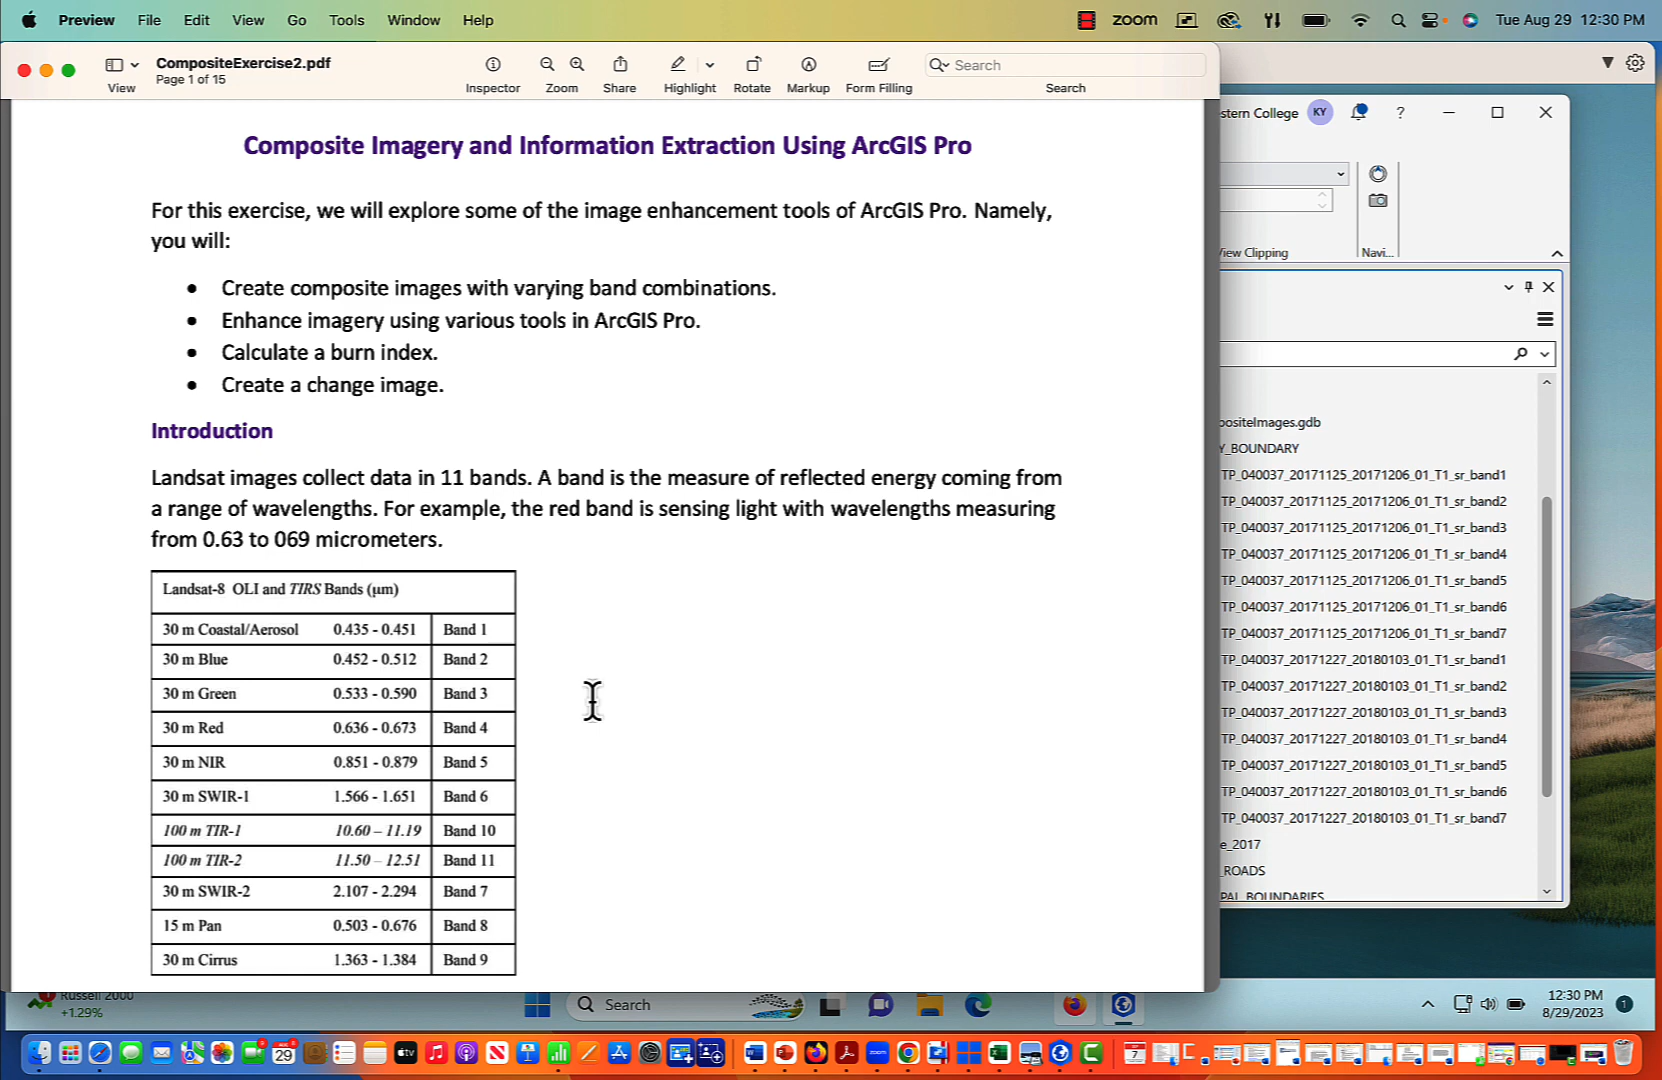 Preview File Edit View Go Tools Window Help
zoom
Tue Aug 29 12:30 PM
CompositeExercise2.pdf
Page 1 of 15
View
Inspector
Zoom
Share
Highlight
Rotate
Markup
Form Filling
Search
Search
Composite Imagery and Information Extraction Using ArcGIS Pro
For this exercise, we will explore some of the image enhancement tools of ArcGIS Pro. Namely,
you will:
• Create composite images with varying band combinations.
• Enhance imagery using various tools in ArcGIS Pro.
• Calculate a burn index.
• Create a change image.
Introduction
Landsat images collect data in 11 bands. A band is the measure of reflected energy coming from
a range of wavelengths. For example, the red band is sensing light with wavelengths measuring
from 0.63 to 069 micrometers.
Landsat-8 OLI and TIRS Bands (μm)
30 m Coastal/Aerosol 0.435 - 0.451 Band 1
30 m Blue 0.452 - 0.512 Band 2
30 m Green 0.533 - 0.590 Band 3
30 m Red 0.636 - 0.673 Band 4
30 m NIR 0.851 - 0.879 Band 5
30 m SWIR-1 1.566 - 1.651 Band 6
100 m TIR-1 10.60 – 11.19 Band 10
100 m TIR-2 11.50 – 12.51 Band 11
30 m SWIR-2 2.107 - 2.294 Band 7
15 m Pan 0.503 - 0.676 Band 8
30 m Cirrus 1.363 - 1.384 Band 9
stern College KY ?
View Clipping
Navi...
positeImages.gdb
Y_BOUNDARY
TP_040037_20171125_20171206_01_T1_sr_band1
TP_040037_20171125_20171206_01_T1_sr_band2
TP_040037_20171125_20171206_01_T1_sr_band3
TP_040037_20171125_20171206_01_T1_sr_band4
TP_040037_20171125_20171206_01_T1_sr_band5
TP_040037_20171125_20171206_01_T1_sr_band6
TP_040037_20171125_20171206_01_T1_sr_band7
TP_040037_20171227_20180103_01_T1_sr_band1
TP_040037_20171227_20180103_01_T1_sr_band2
TP_040037_20171227_20180103_01_T1_sr_band3
TP_040037_20171227_20180103_01_T1_sr_band4
TP_040037_20171227_20180103_01_T1_sr_band5
TP_040037_20171227_20180103_01_T1_sr_band6
TP_040037_20171227_20180103_01_T1_sr_band7
e_2017
_ROADS
PAL_BOUNDARIES
Russell 2000
+1.29%
Search
12:30 PM
8/29/2023
1